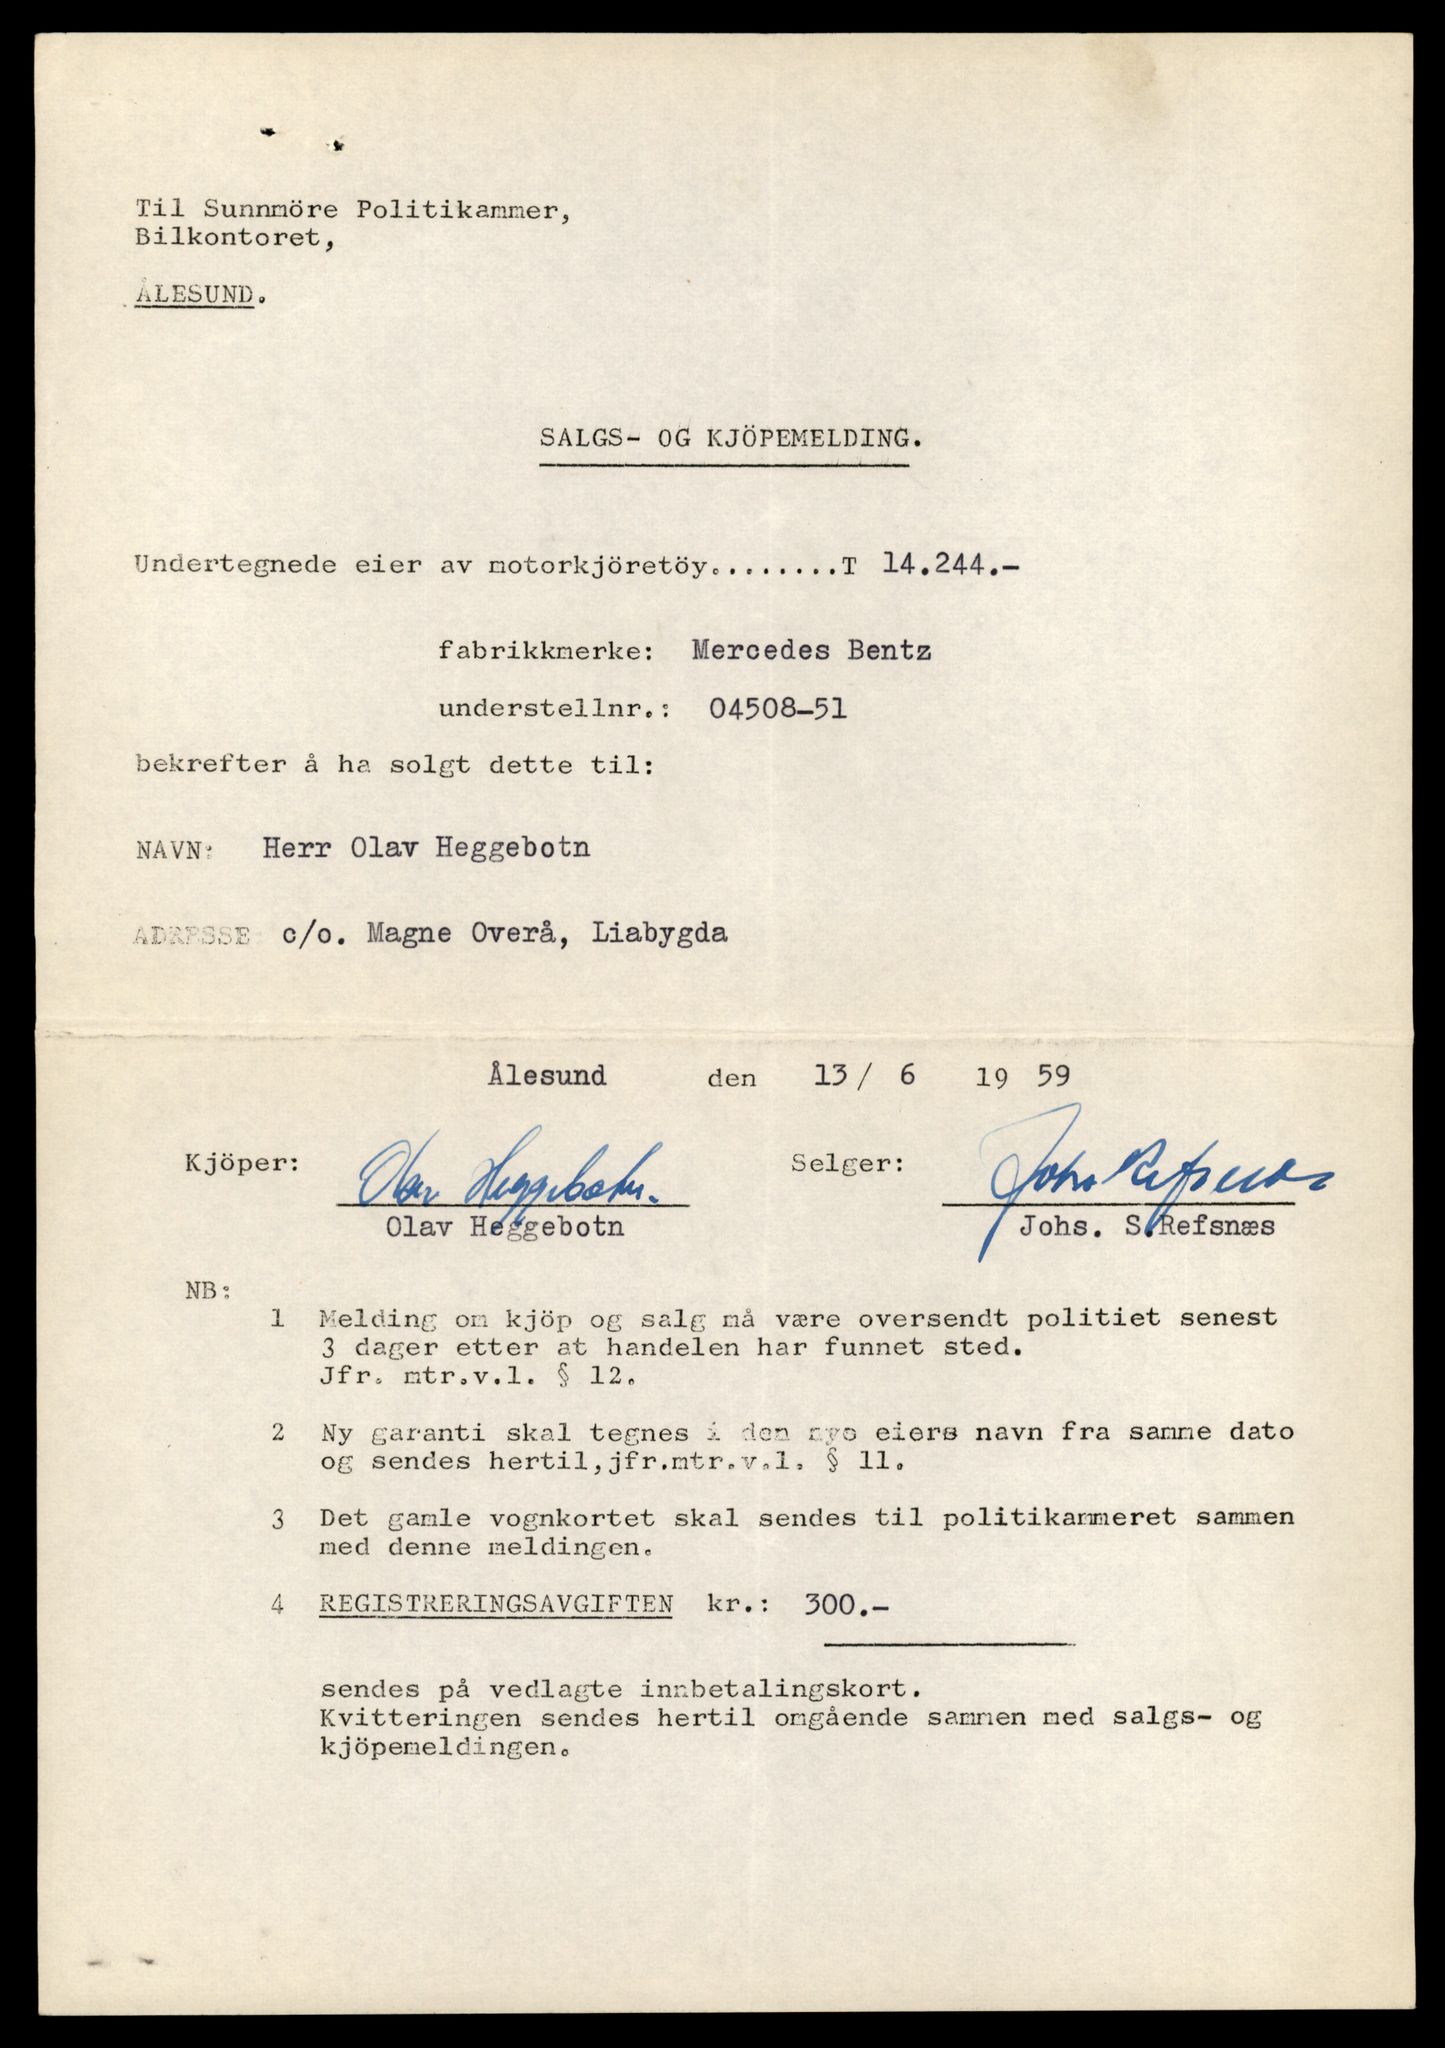 Til Sunnmöre Politikammer,
Bilkontoret,
ÅLESUND.
SALGS- OG KJÖPEMELDING.
Undertegnede eier av motorkjöretöy........T 14.244.-
fabrikkmerke: Mercedes Bentz
understellnr.: 04508-51
bekrefter å ha solgt dette til:
NAVN: Herr Olav Heggebotn
ADRESSE: c/o. Magne Overå, Liabygda
Ålesund den 13/ 6 19 59
Kjöper: Olav Heggebotn. Selger: Johs Refsnæs
Olav Heggebotn Johs. S.Refsnæs
NB:
1 Melding om kjöp og salg må være oversendt politiet senest
3 dager etter at handelen har funnet sted.
Jfr. mtr.v.l. § 12.
2 Ny garanti skal tegnes i den nye eiers navn fra samme dato
og sendes hertil,jfr.mtr.v.l. § 11.
3 Det gamle vognkortet skal sendes til politikammeret sammen
med denne meldingen.
4 REGISTRERINGSAVGIFTEN kr.: 300.-
sendes på vedlagte innbetalingskort.
Kvitteringen sendes hertil omgående sammen med salgs- og
kjöpemeldingen.